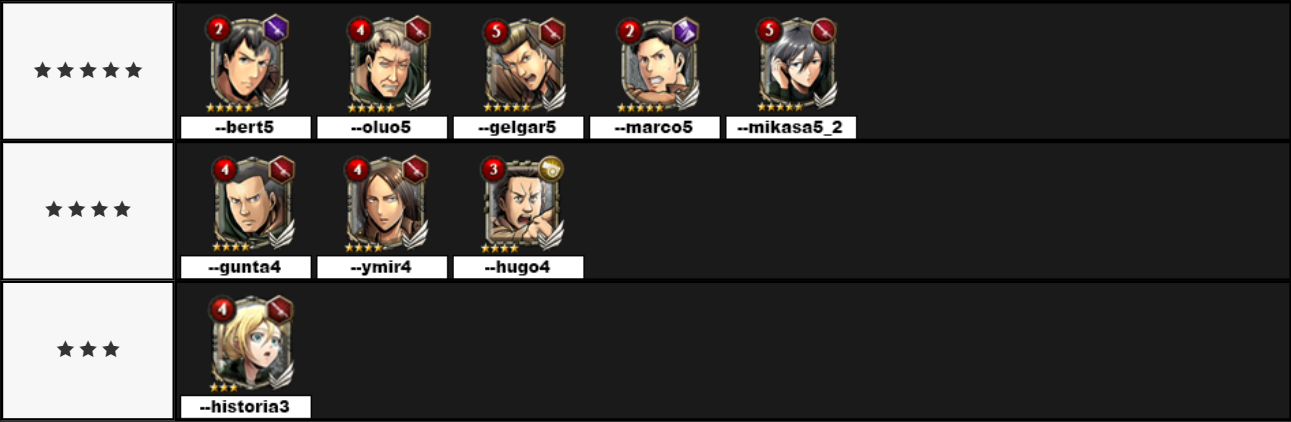 ★★★★★
2 4 5 2 5
--bert5 --oluo5 --gelgar5 --marco5 --mikasa5_2
★★★★
4 4 3
--gunta4 --ymir4 --hugo4
★★★
4
--historia3